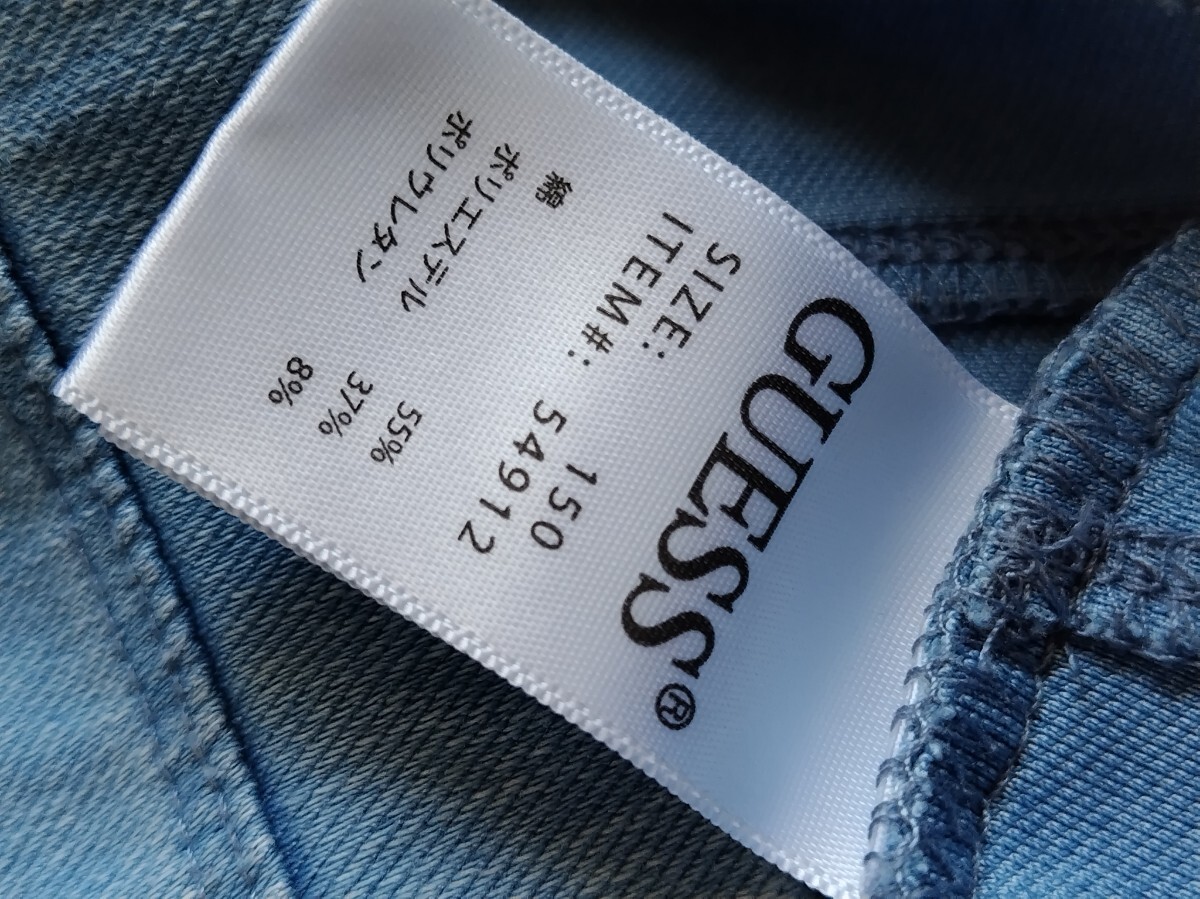 GUESS®
SIZE: 150
ITEM#: 54912
綿 55%
ポリエステル 37%
ポリウレタン 8%